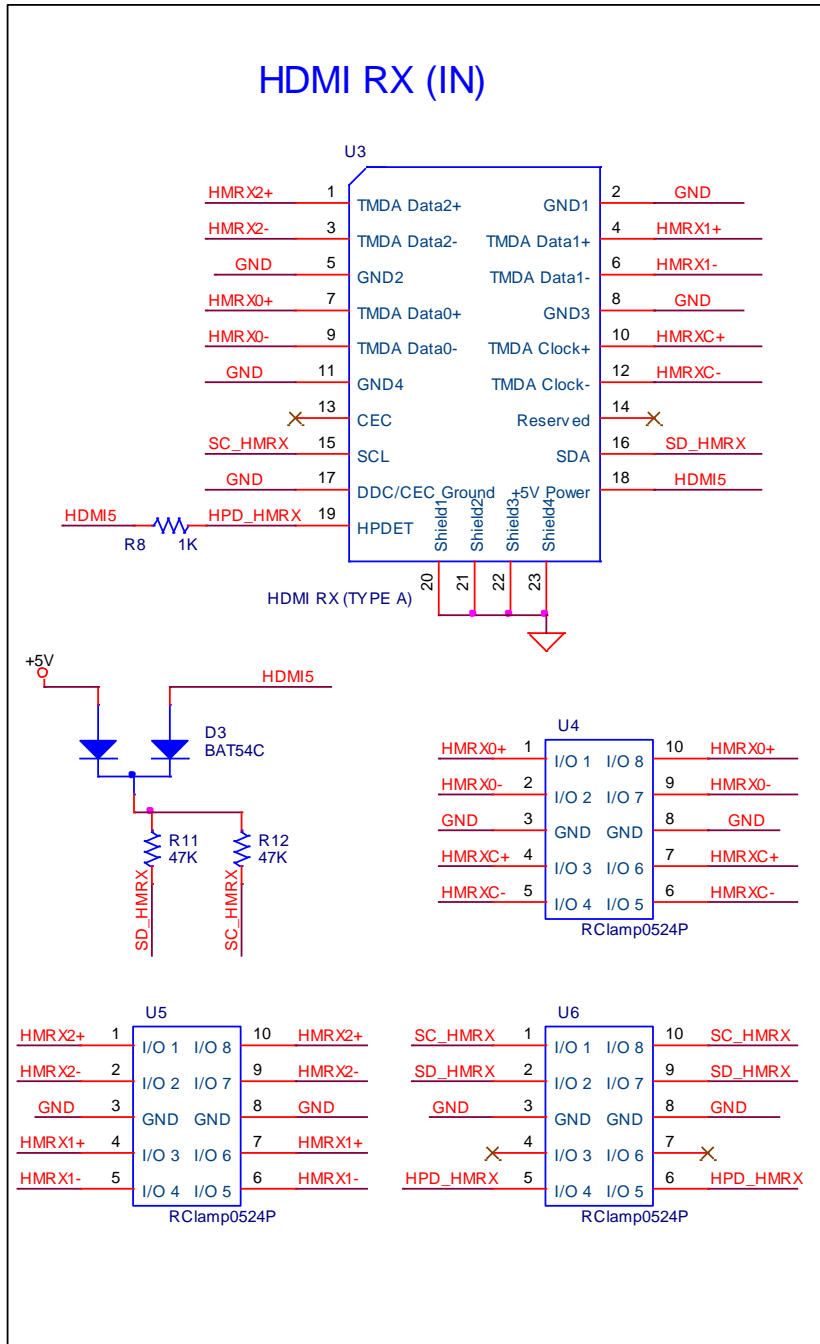 HDMI RX (IN)
U3
HMRX2+ 1 TMDA Data2+ GND1 2 GND
HMRX2- 3 TMDA Data2- TMDA Data1+ 4 HMRX1+
GND 5 GND2 TMDA Data1- 6 HMRX1-
HMRX0+ 7 TMDA Data0+ GND3 8 GND
HMRX0- 9 TMDA Data0- TMDA Clock+ 10 HMRXC+
GND 11 GND4 TMDA Clock- 12 HMRXC-
13 CEC Reserved 14
SC_HMRX 15 SCL SDA 16 SD_HMRX
GND 17 DDC/CEC Ground +5V Power 18 HDMI5
HDMI5 HPD_HMRX 19 HPDET Shield1 Shield2 Shield3 Shield4
R8 1K
20 21 22 23
HDMI RX (TYPE A)
+5V
HDMI5
D3
BAT54C
R11 R12
47K 47K
SD_HMRX SC_HMRX
U4
HMRX0+ 1 I/O 1 I/O 8 10 HMRX0+
HMRX0- 2 I/O 2 I/O 7 9 HMRX0-
GND 3 GND GND 8 GND
HMRXC+ 4 I/O 3 I/O 6 7 HMRXC+
HMRXC- 5 I/O 4 I/O 5 6 HMRXC-
RClamp0524P
U5
HMRX2+ 1 I/O 1 I/O 8 10 HMRX2+
HMRX2- 2 I/O 2 I/O 7 9 HMRX2-
GND 3 GND GND 8 GND
HMRX1+ 4 I/O 3 I/O 6 7 HMRX1+
HMRX1- 5 I/O 4 I/O 5 6 HMRX1-
RClamp0524P
U6
SC_HMRX 1 I/O 1 I/O 8 10 SC_HMRX
SD_HMRX 2 I/O 2 I/O 7 9 SD_HMRX
GND 3 GND GND 8 GND
4 I/O 3 I/O 6 7
HPD_HMRX 5 I/O 4 I/O 5 6 HPD_HMRX
RClamp0524P